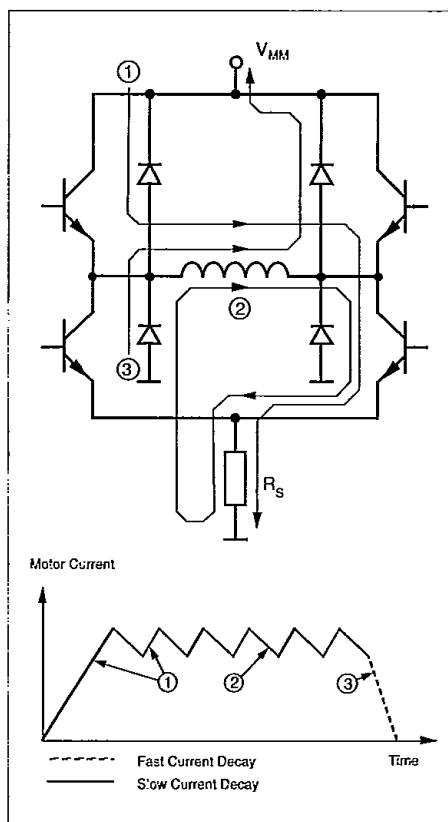 ①
V_MM
②
③
R_S
Motor Current
①
②
③
Time
Fast Current Decay
Slow Current Decay